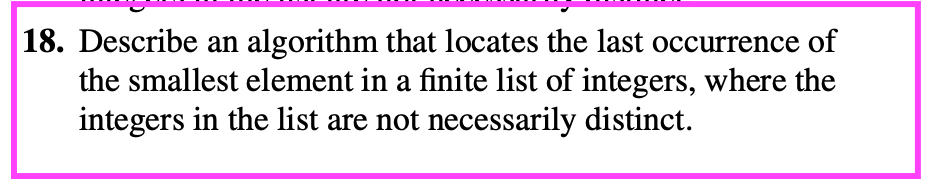 18. Describe an algorithm that locates the last occurrence of
the smallest element in a finite list of integers, where the
integers in the list are not necessarily distinct.